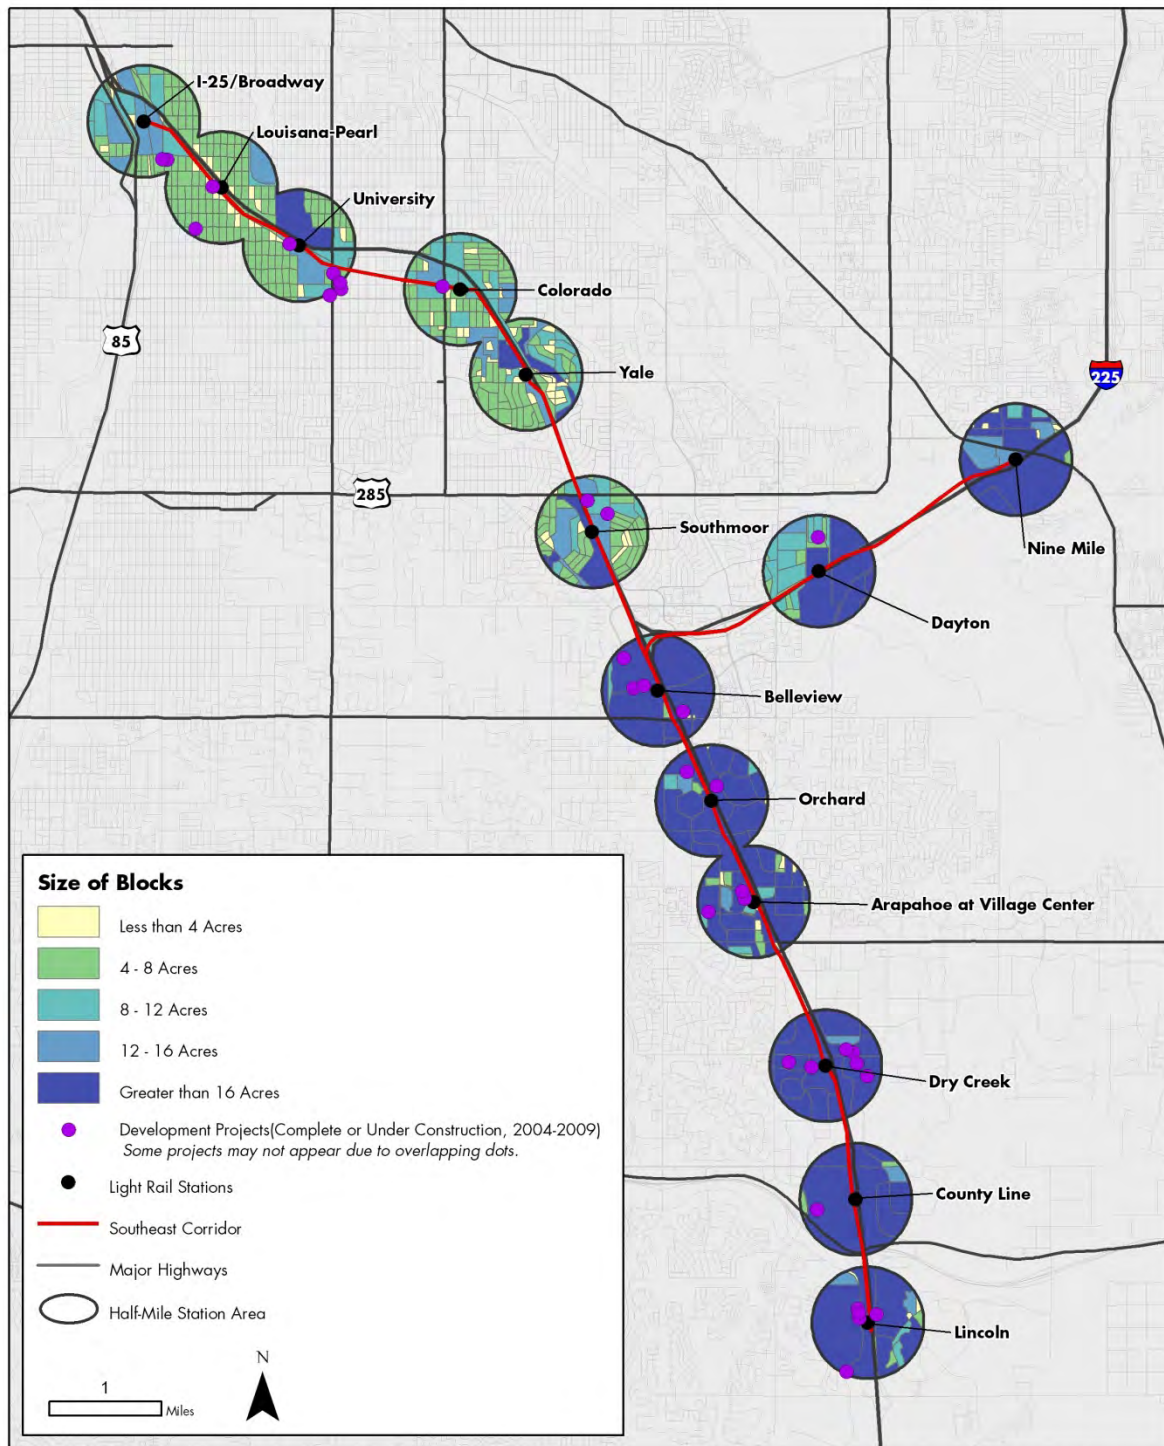 I-25/Broadway
Louisana-Pearl
University
Colorado
85
Yale
225
285
Southmoor
Nine Mile
Dayton
Belleview
Orchard
Arapahoe at Village Center
Dry Creek
County Line
Lincoln
Size of Blocks
Less than 4 Acres
4 - 8 Acres
8 - 12 Acres
12 - 16 Acres
Greater than 16 Acres
Development Projects(Complete or Under Construction, 2004-2009)
Some projects may not appear due to overlapping dots.
Light Rail Stations
Southeast Corridor
Major Highways
Half-Mile Station Area
N
1
Miles